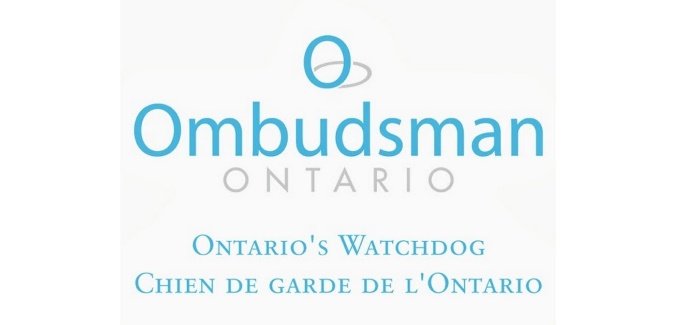 O
Ombudsman
ONTARIO
ONTARIO'S WATCHDOG
CHIEN DE GARDE DE L'ONTARIO